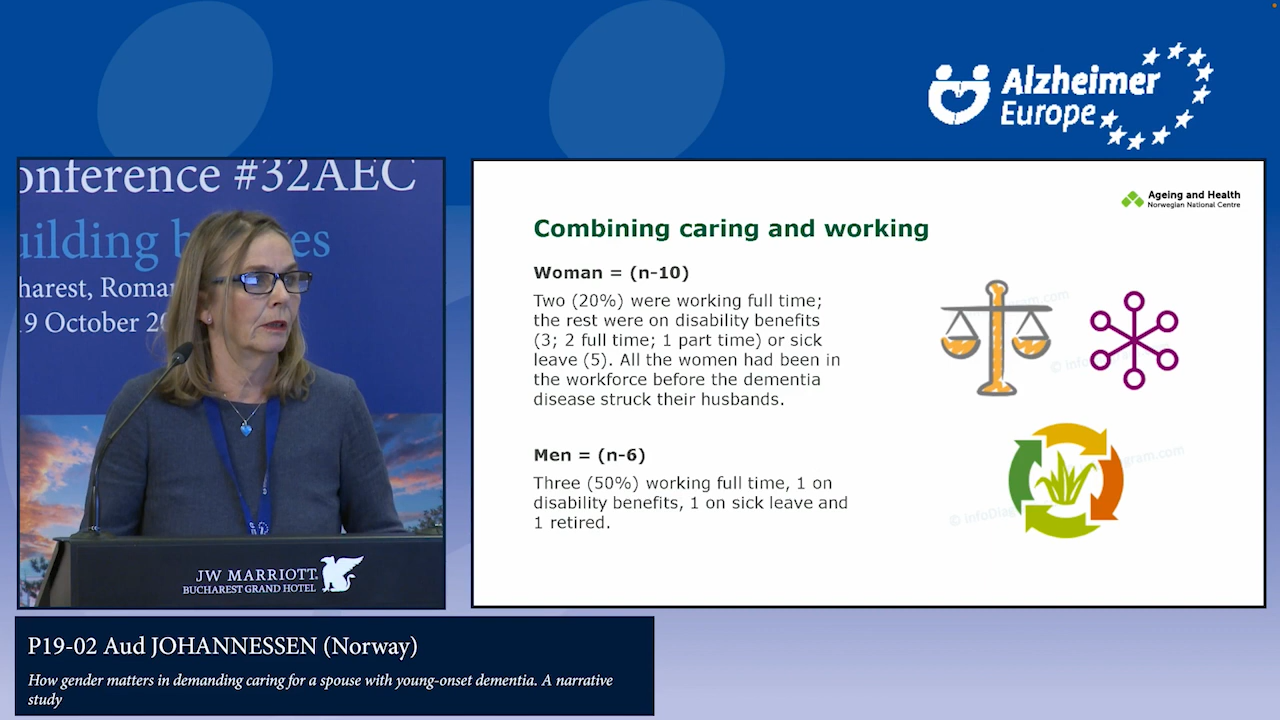 Alzheimer
Europe
onference #32AEC
uilding b es
harest, Roma
19 October 20
JW MARRIOTT
BUCHAREST GRAND HOTEL
Ageing and Health
Norwegian National Centre
Combining caring and working
Woman = (n-10)
Two (20%) were working full time;
the rest were on disability benefits
(3; 2 full time; 1 part time) or sick
leave (5). All the women had been in
the workforce before the dementia
disease struck their husbands.
Men = (n-6)
Three (50%) working full time, 1 on
disability benefits, 1 on sick leave and
1 retired.
P19-02 Aud JOHANNESSEN (Norway)
How gender matters in demanding caring for a spouse with young-onset dementia. A narrative
study